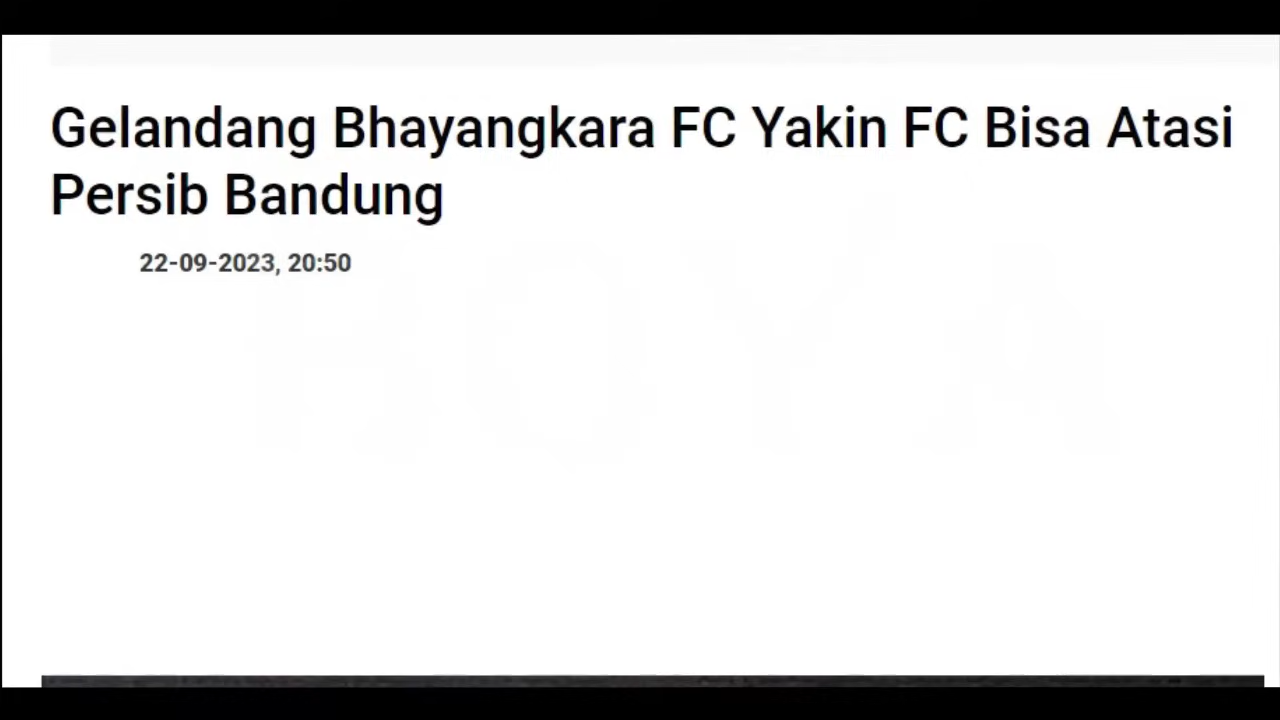 Gelandang Bhayangkara FC Yakin FC Bisa Atasi
Persib Bandung
22-09-2023, 20:50